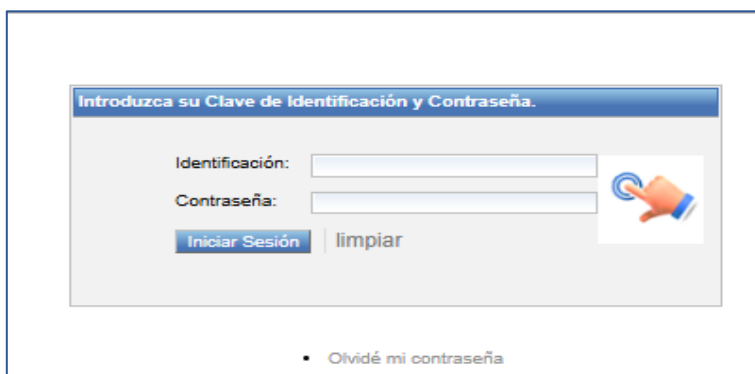 Introduzca su Clave de Identificación y Contraseña.
Identificación:
Contraseña:
Iniciar Sesión limpiar
• Olvidé mi contraseña